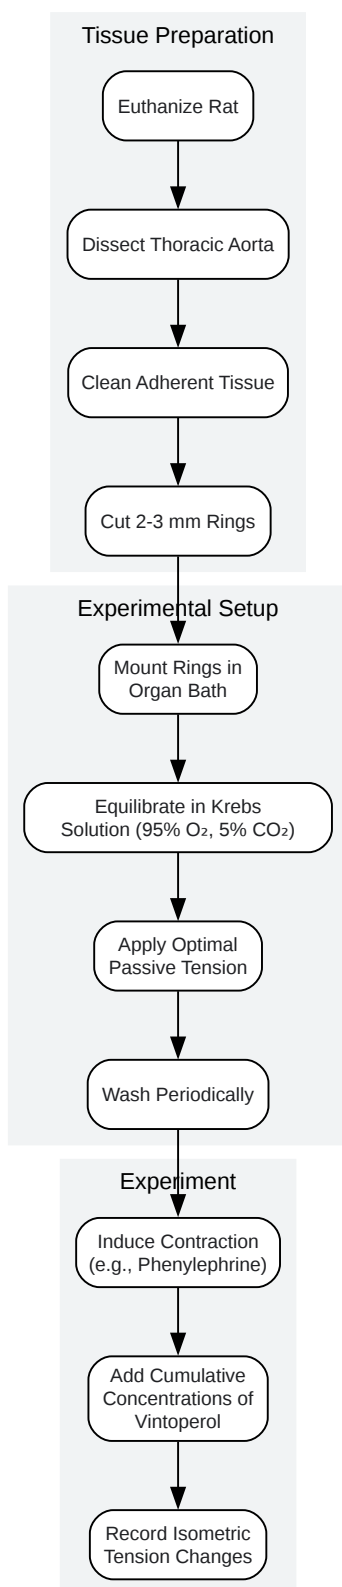 Tissue Preparation
Euthanize Rat
Dissect Thoracic Aorta
Clean Adherent Tissue
Cut 2-3 mm Rings
Experimental Setup
Mount Rings in
Organ Bath
Equilibrate in Krebs
Solution (95% O₂, 5% CO₂)
Apply Optimal
Passive Tension
Wash Periodically
Experiment
Induce Contraction
(e.g., Phenylephrine)
Add Cumulative
Concentrations of
Vintoperol
Record Isometric
Tension Changes